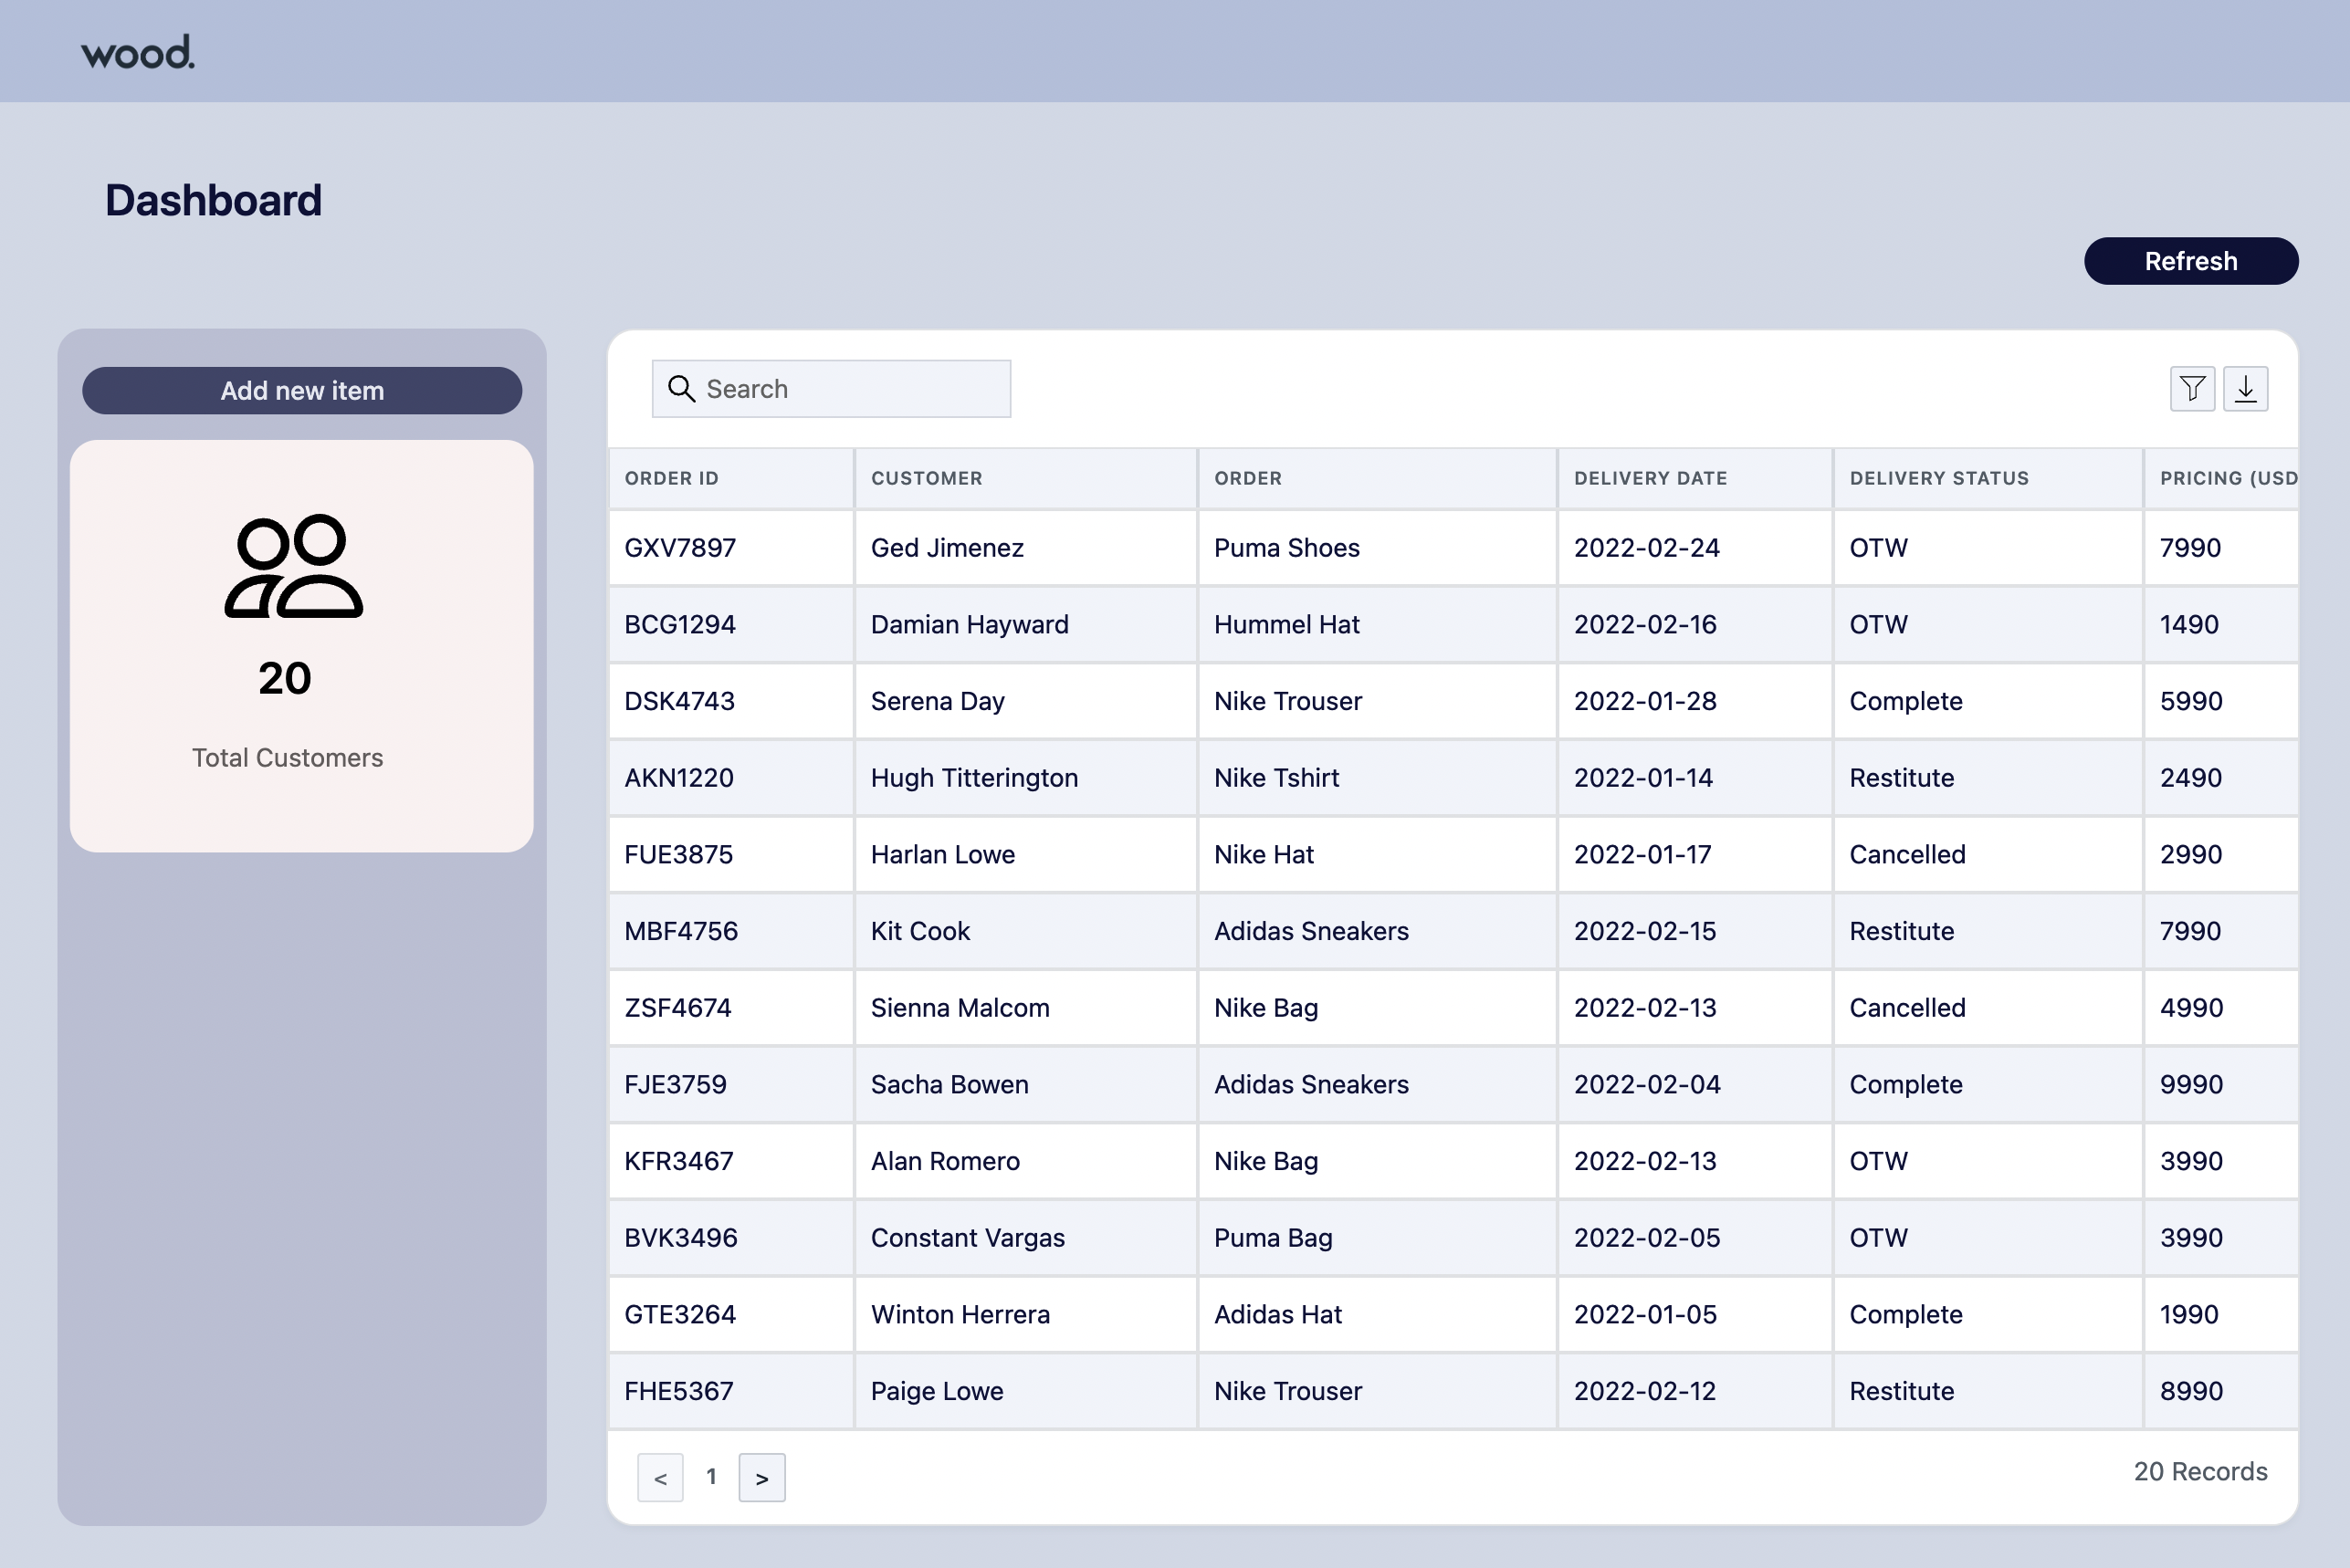 wood.
Dashboard
Refresh
Add new item
20
Total Customers
Search
ORDER ID CUSTOMER ORDER DELIVERY DATE DELIVERY STATUS PRICING (USD
GXV7897 Ged Jimenez Puma Shoes 2022-02-24 OTW 7990
BCG1294 Damian Hayward Hummel Hat 2022-02-16 OTW 1490
DSK4743 Serena Day Nike Trouser 2022-01-28 Complete 5990
AKN1220 Hugh Titterington Nike Tshirt 2022-01-14 Restitute 2490
FUE3875 Harlan Lowe Nike Hat 2022-01-17 Cancelled 2990
MBF4756 Kit Cook Adidas Sneakers 2022-02-15 Restitute 7990
ZSF4674 Sienna Malcom Nike Bag 2022-02-13 Cancelled 4990
FJE3759 Sacha Bowen Adidas Sneakers 2022-02-04 Complete 9990
KFR3467 Alan Romero Nike Bag 2022-02-13 OTW 3990
BVK3496 Constant Vargas Puma Bag 2022-02-05 OTW 3990
GTE3264 Winton Herrera Adidas Hat 2022-01-05 Complete 1990
FHE5367 Paige Lowe Nike Trouser 2022-02-12 Restitute 8990
< 1 >
20 Records